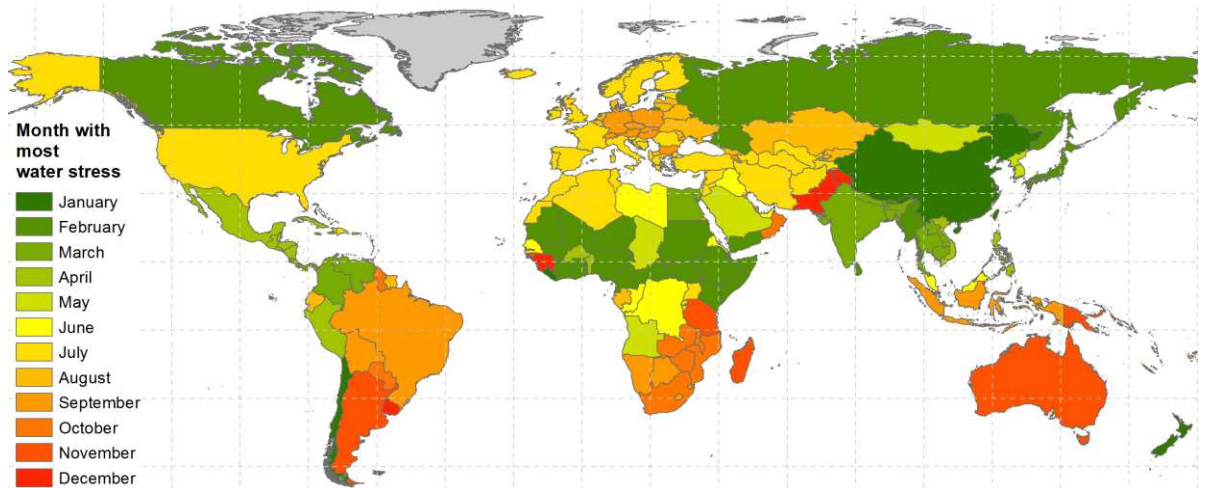 Month with
most
water stress
January
February
March
April
May
June
July
August
September
October
November
December